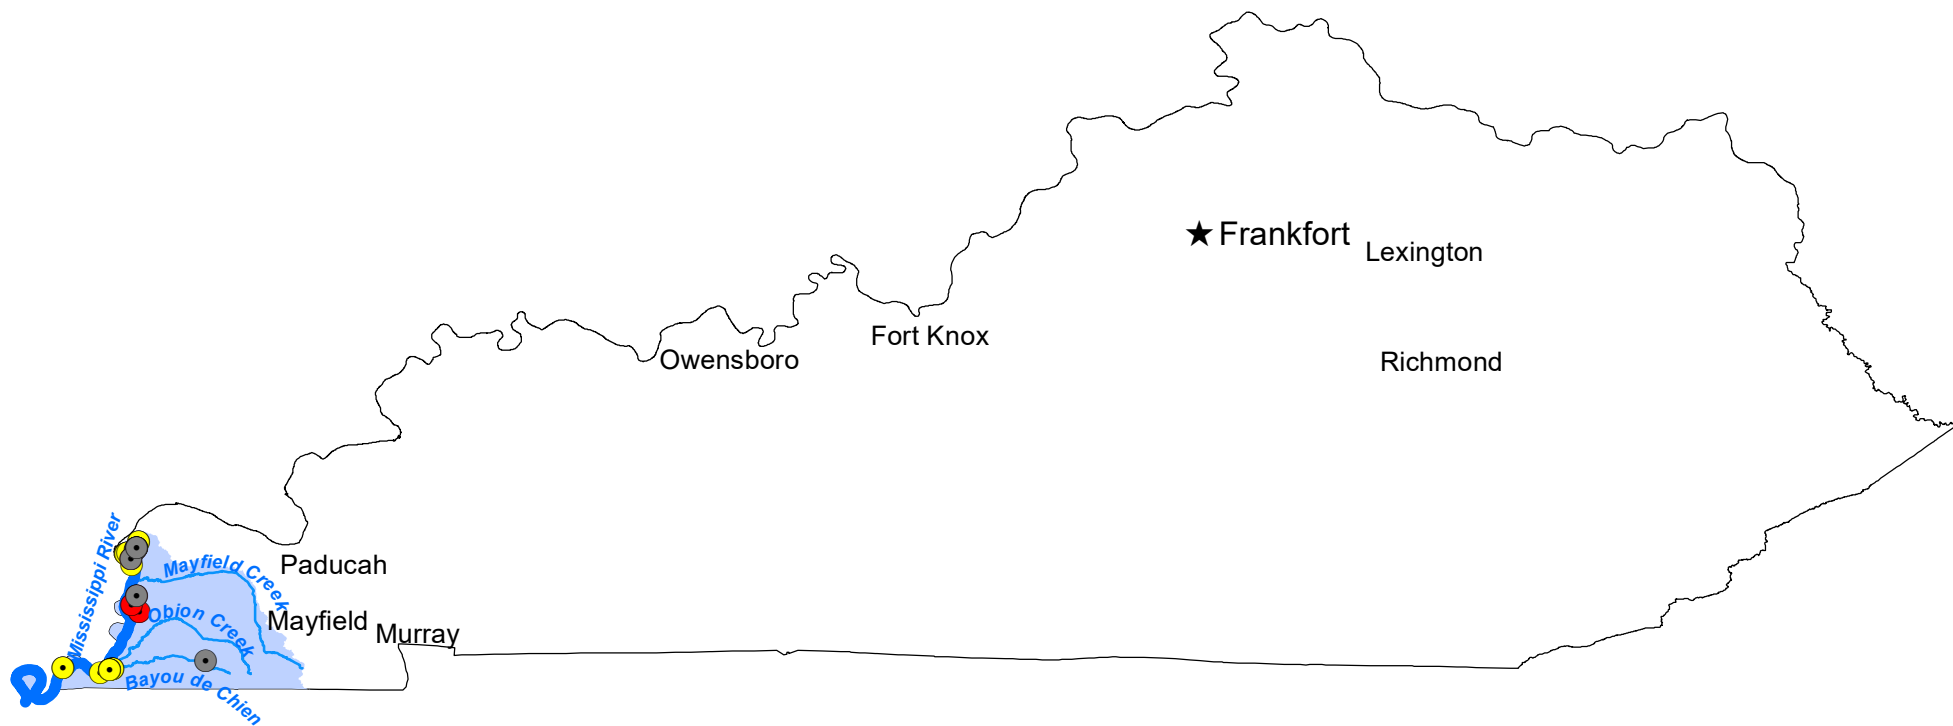 Frankfort
Lexington
Fort Knox
Owensboro
Richmond
Mississippi River
Paducah
Mayfield Creek
Obion Creek
Mayfield
Murray
Bayou de Chien